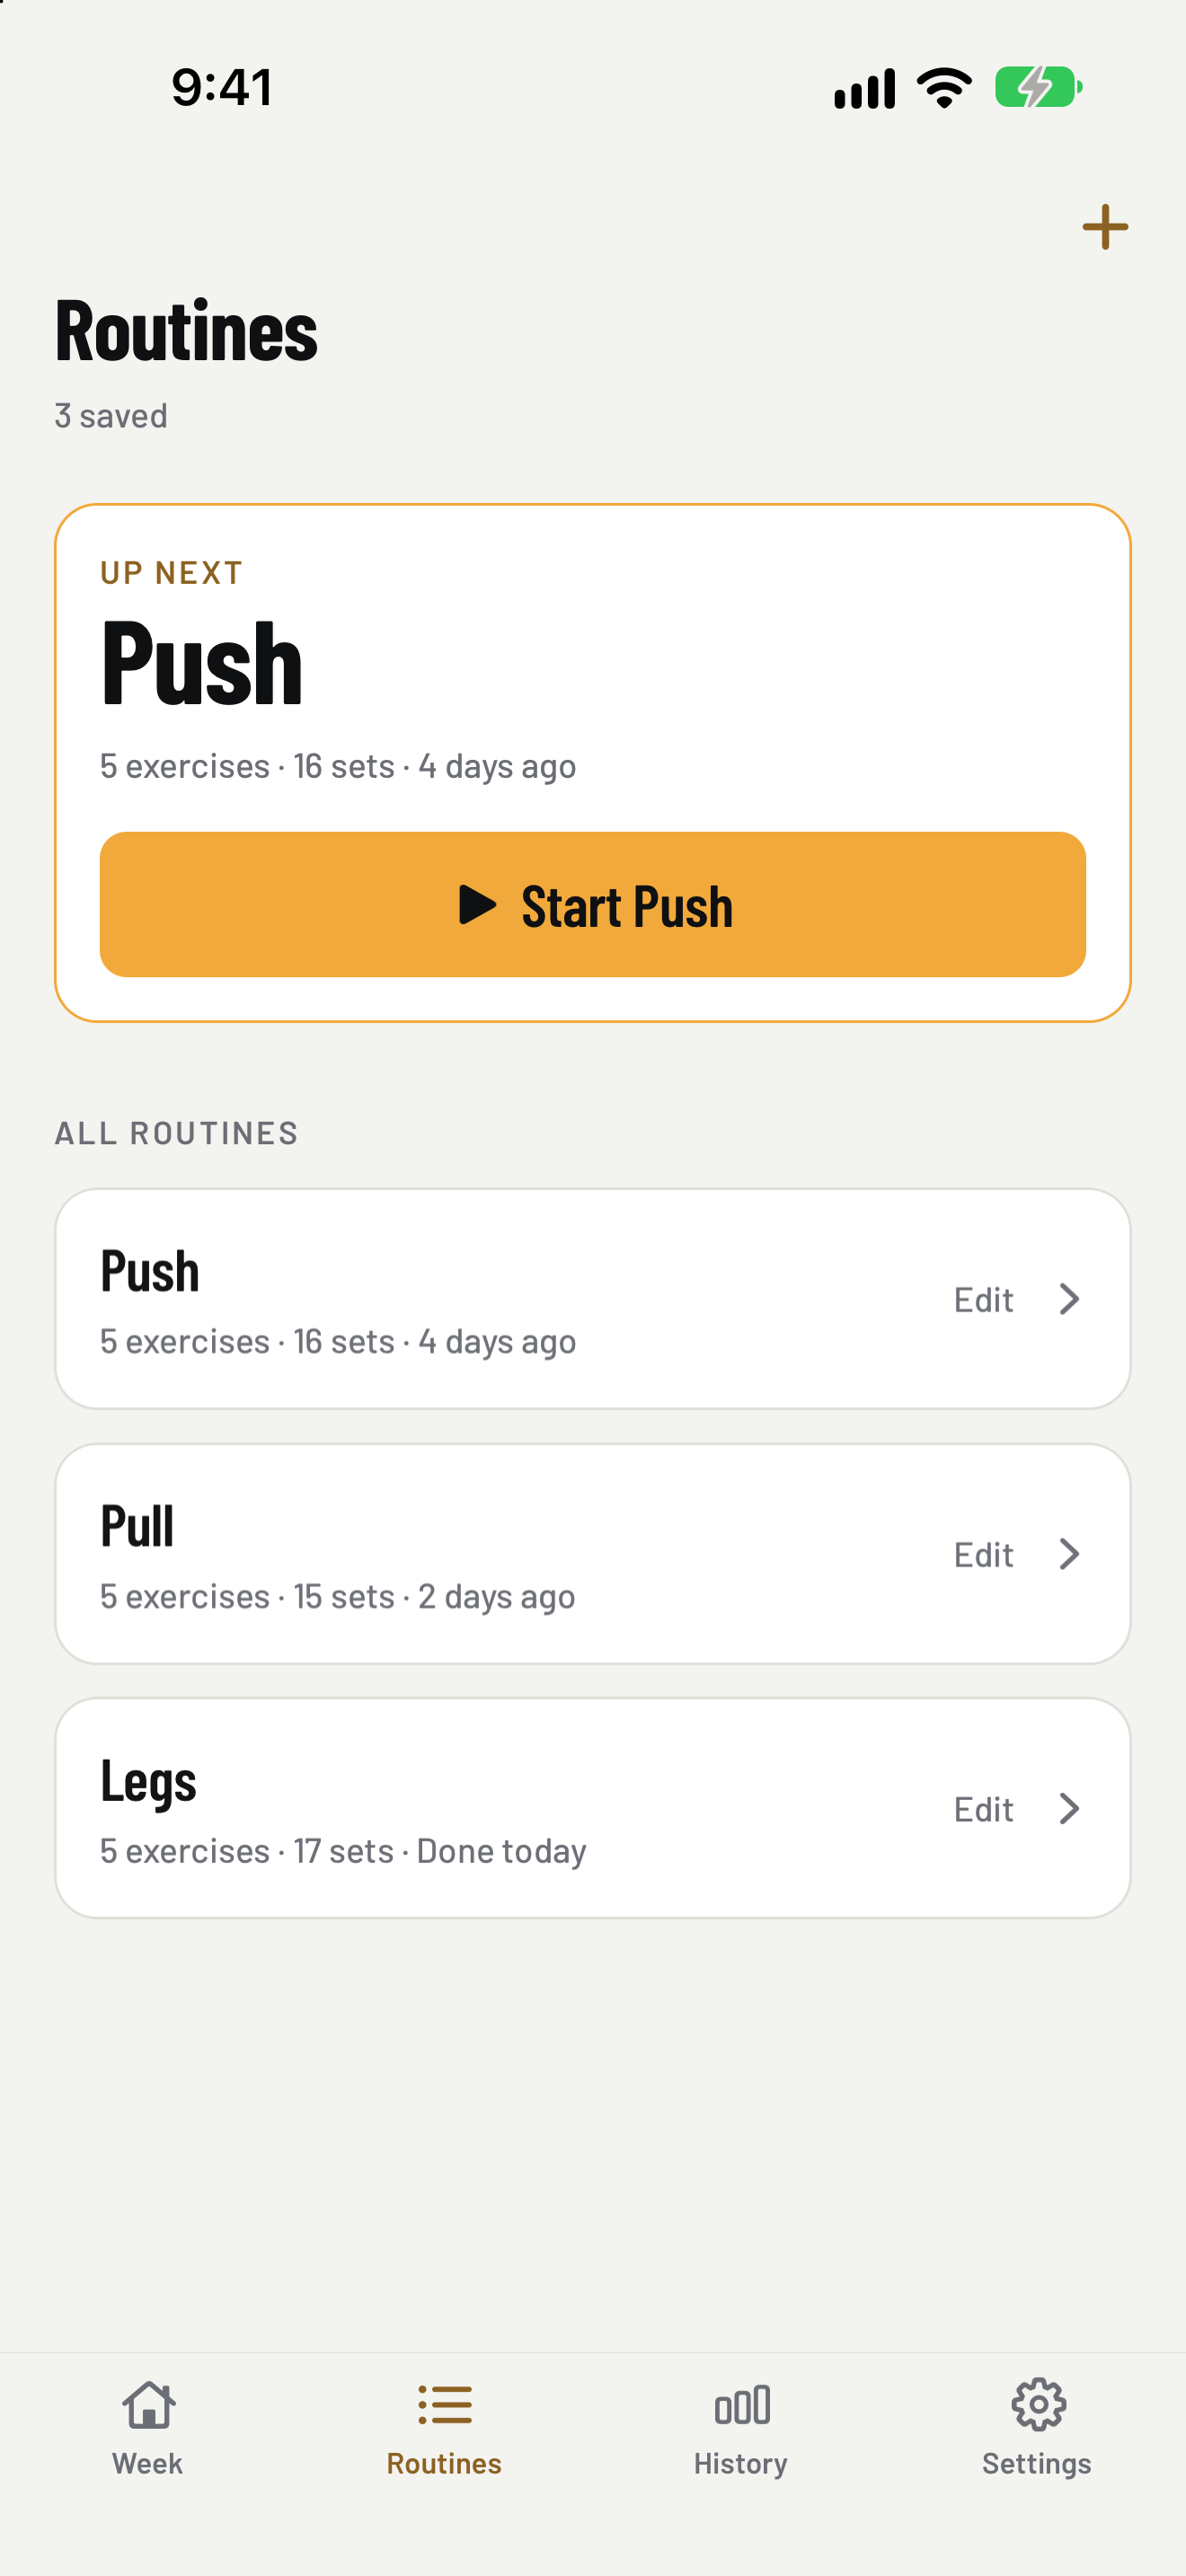 9:41
Routines
3 saved
UP NEXT
Push
5 exercises · 16 sets · 4 days ago
Start Push
ALL ROUTINES
Push
5 exercises · 16 sets · 4 days ago
Edit
Pull
5 exercises · 15 sets · 2 days ago
Edit
Legs
5 exercises · 17 sets · Done today
Edit
Week
Routines
History
Settings